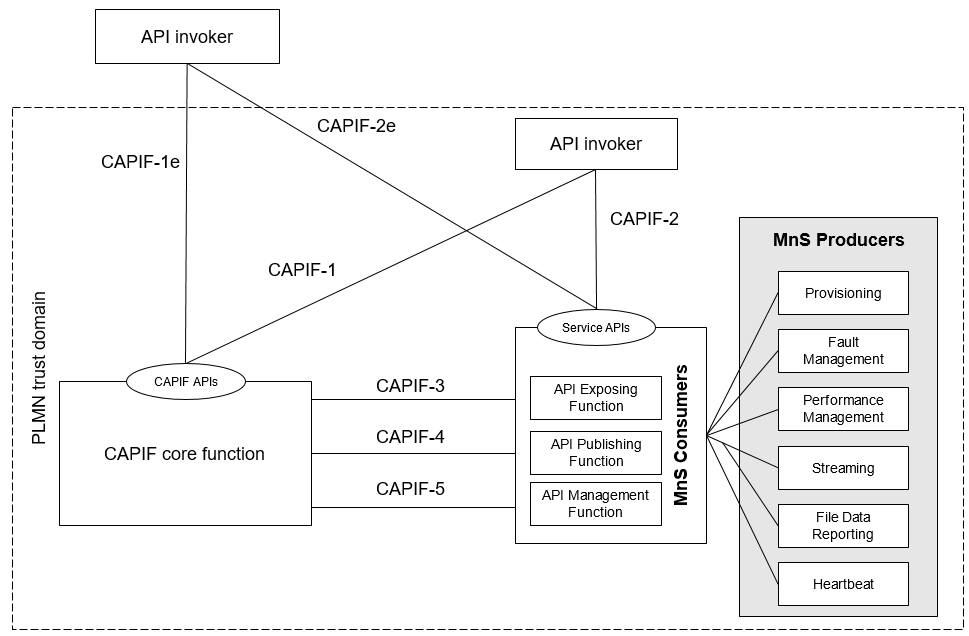 API invoker
CAPIF-2e
API invoker
CAPIF-1e
CAPIF-2
MnS Producers
CAPIF-1
Provisioning
PLMN trust domain
Service APIs
Fault
Management
CAPIF APIs
CAPIF-3
API Exposing
Function
MnS Consumers
Performance
Management
CAPIF core function
CAPIF-4
API Publishing
Function
Streaming
CAPIF-5
API Management
Function
File Data
Reporting
Heartbeat